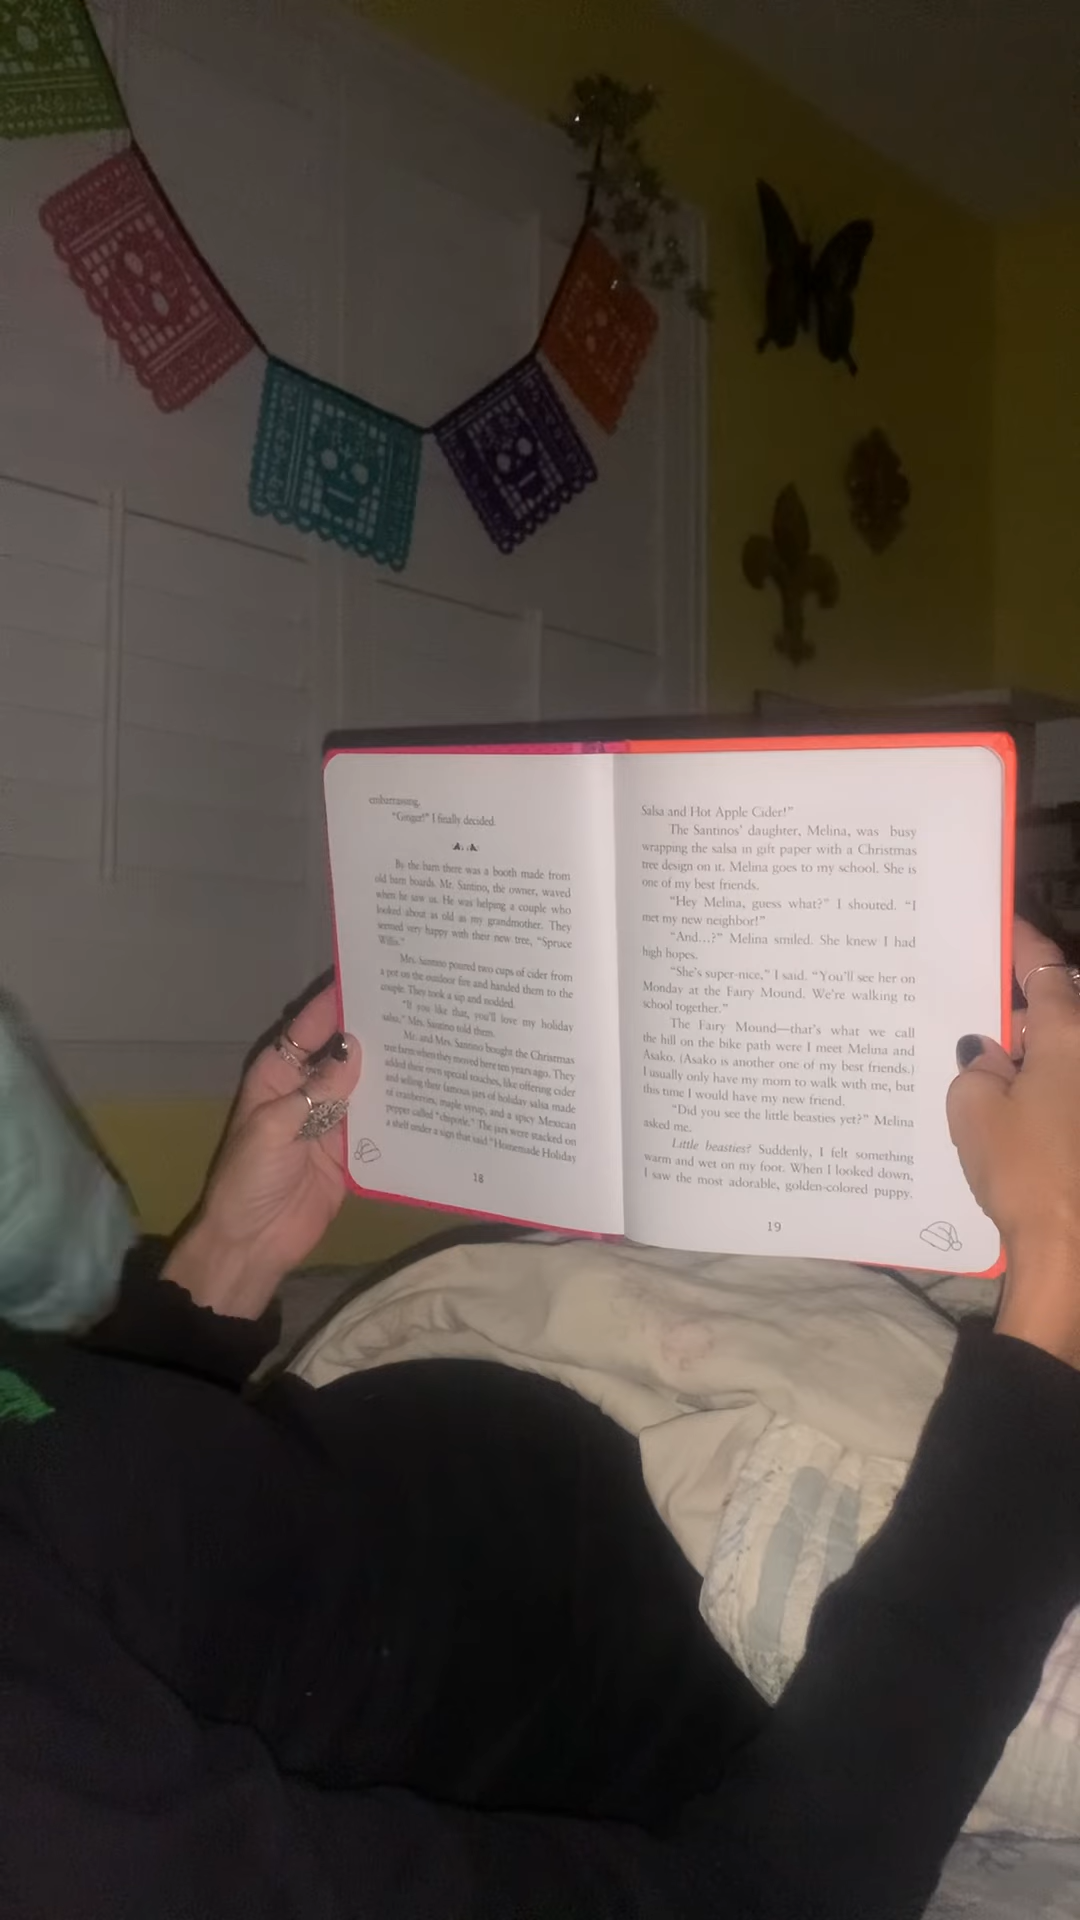 embarrassing.
"Ginger!" I finally decided.
By the barn there was a booth made from
old barn boards. Mr. Santino, the owner, waved
when he saw us. He was helping a couple who
looked about as old as my grandmother. They
seemed very happy with their new tree, "Spruce
Willis."
Mrs. Santino poured two cups of cider from
a pot on the outdoor fire and handed them to the
couple. They took a sip and nodded.
"If you like that, you'll love my holiday
salsa," Mrs. Santino told them.
Mr. and Mrs. Santino bought the Christmas
tree farm when they moved here ten years ago. They
added their own special touches, like offering cider
and selling their famous jars of holiday salsa made
of cranberries, maple syrup, and a spicy Mexican
pepper called "chipotle." The jars were stacked on
a shelf under a sign that said "Homemade Holiday
18
Salsa and Hot Apple Cider!"
The Santinos' daughter, Melina, was busy
wrapping the salsa in gift paper with a Christmas
tree design on it. Melina goes to my school. She is
one of my best friends.
"Hey Melina, guess what?" I shouted. "I
met my new neighbor!"
"And...?" Melina smiled. She knew I had
high hopes.
"She's super-nice," I said. "You'll see her on
Monday at the Fairy Mound. We're walking to
school together."
The Fairy Mound—that's what we call
the hill on the bike path were I meet Melina and
Asako. (Asako is another one of my best friends.)
I usually only have my mom to walk with me, but
this time I would have my new friend.
"Did you see the little beasties yet?" Melina
asked me.
Little beasties? Suddenly, I felt something
warm and wet on my foot. When I looked down,
I saw the most adorable, golden-colored puppy.
19